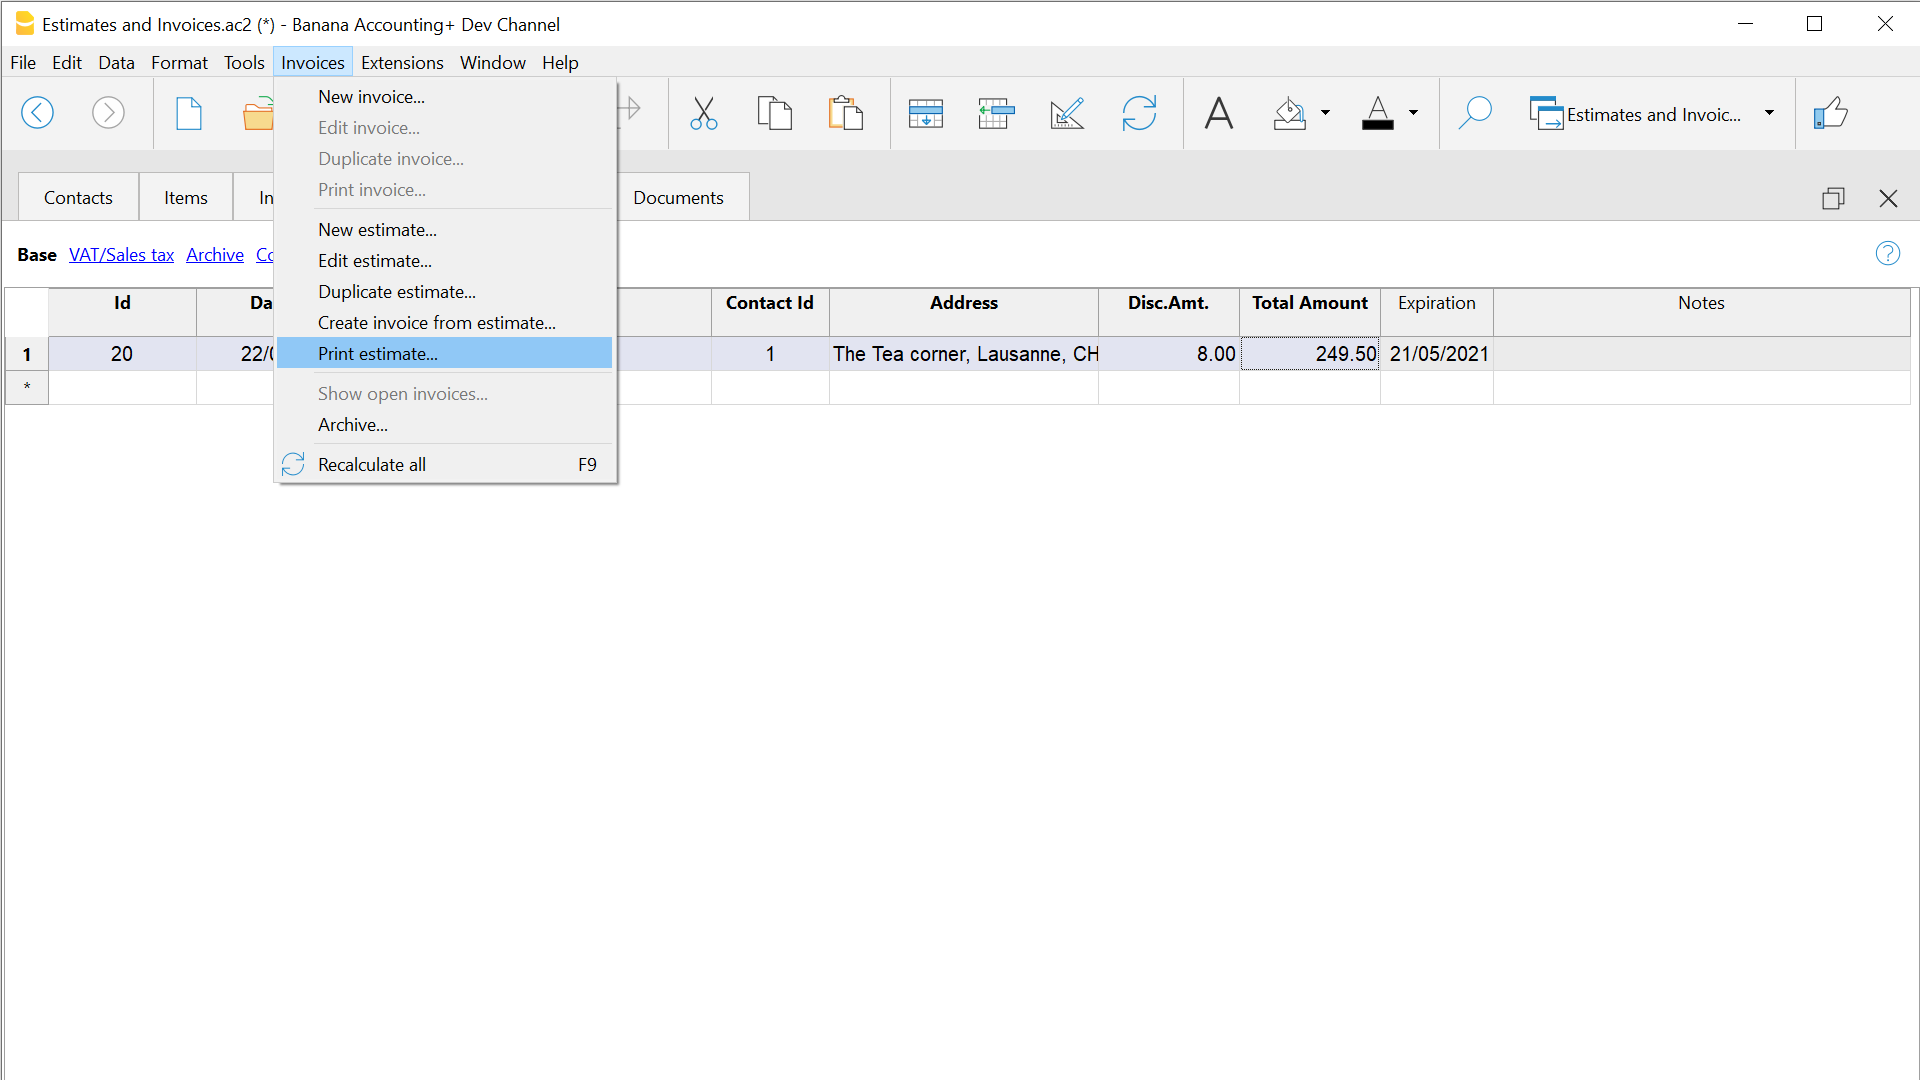 Estimates and Invoices.ac2 (*) - Banana Accounting+ Dev Channel
File Edit Data Format Tools Invoices Extensions Window Help
New invoice...
Edit invoice...
Duplicate invoice...
Print invoice...
New estimate...
Edit estimate...
Duplicate estimate...
Create invoice from estimate...
Print estimate...
Show open invoices...
Archive...
Recalculate all F9
A A Estimates and Invoic...
Contacts Items In Documents
Base VAT/Sales tax Archive Co ?
Id Da Contact Id Address Disc.Amt. Total Amount Expiration Notes
1 20 22/0 1 The Tea corner, Lausanne, CH 8.00 249.50 21/05/2021
*